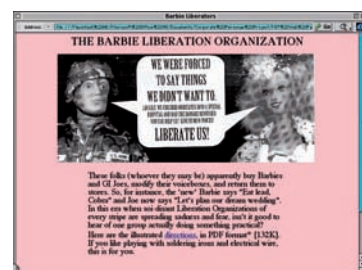 Barbie Liberators
THE BARBIE LIBERATION ORGANIZATION
WE WERE FORCED
TO SAY THINGS
WE DIDN'T WANT TO.
LIBERATE US!
These folks (whoever they may be) apparently buy Barbies
and GI Joes, modify their voiceboxes, and return them to
stores. So, for instance, the "new" Barbie says "Eat lead,
Cobra" and Joe now says "Let's plan our dream wedding".
In this era when soi-disant Liberation Organizations of
every stripe are spreading sadness and fear, isn't it good to
hear of one group actually doing something practical?
Here are the illustrated directions, in PDF format* [132K].
If you like playing with soldering irons and electrical wire,
this is for you.